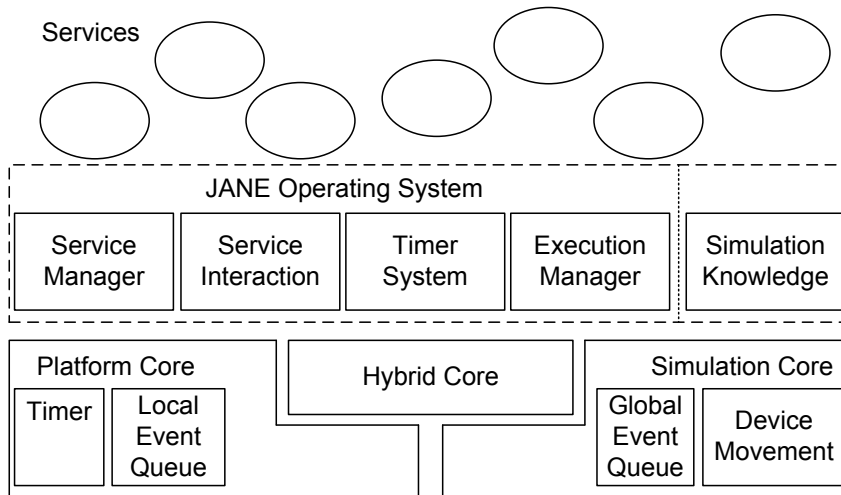 Services
JANE Operating System
Service
Manager
Service
Interaction
Timer
System
Execution
Manager
Simulation
Knowledge
Platform Core
Timer
Local
Event
Queue
Hybrid Core
Simulation Core
Global
Event
Queue
Device
Movement